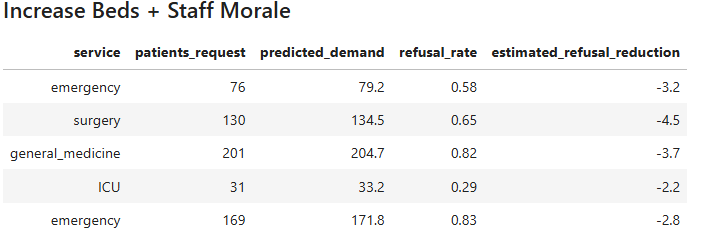 Increase Beds + Staff Morale
service patients_request predicted_demand refusal_rate estimated_refusal_reduction
emergency 76 79.2 0.58 -3.2
surgery 130 134.5 0.65 -4.5
general_medicine 201 204.7 0.82 -3.7
ICU 31 33.2 0.29 -2.2
emergency 169 171.8 0.83 -2.8